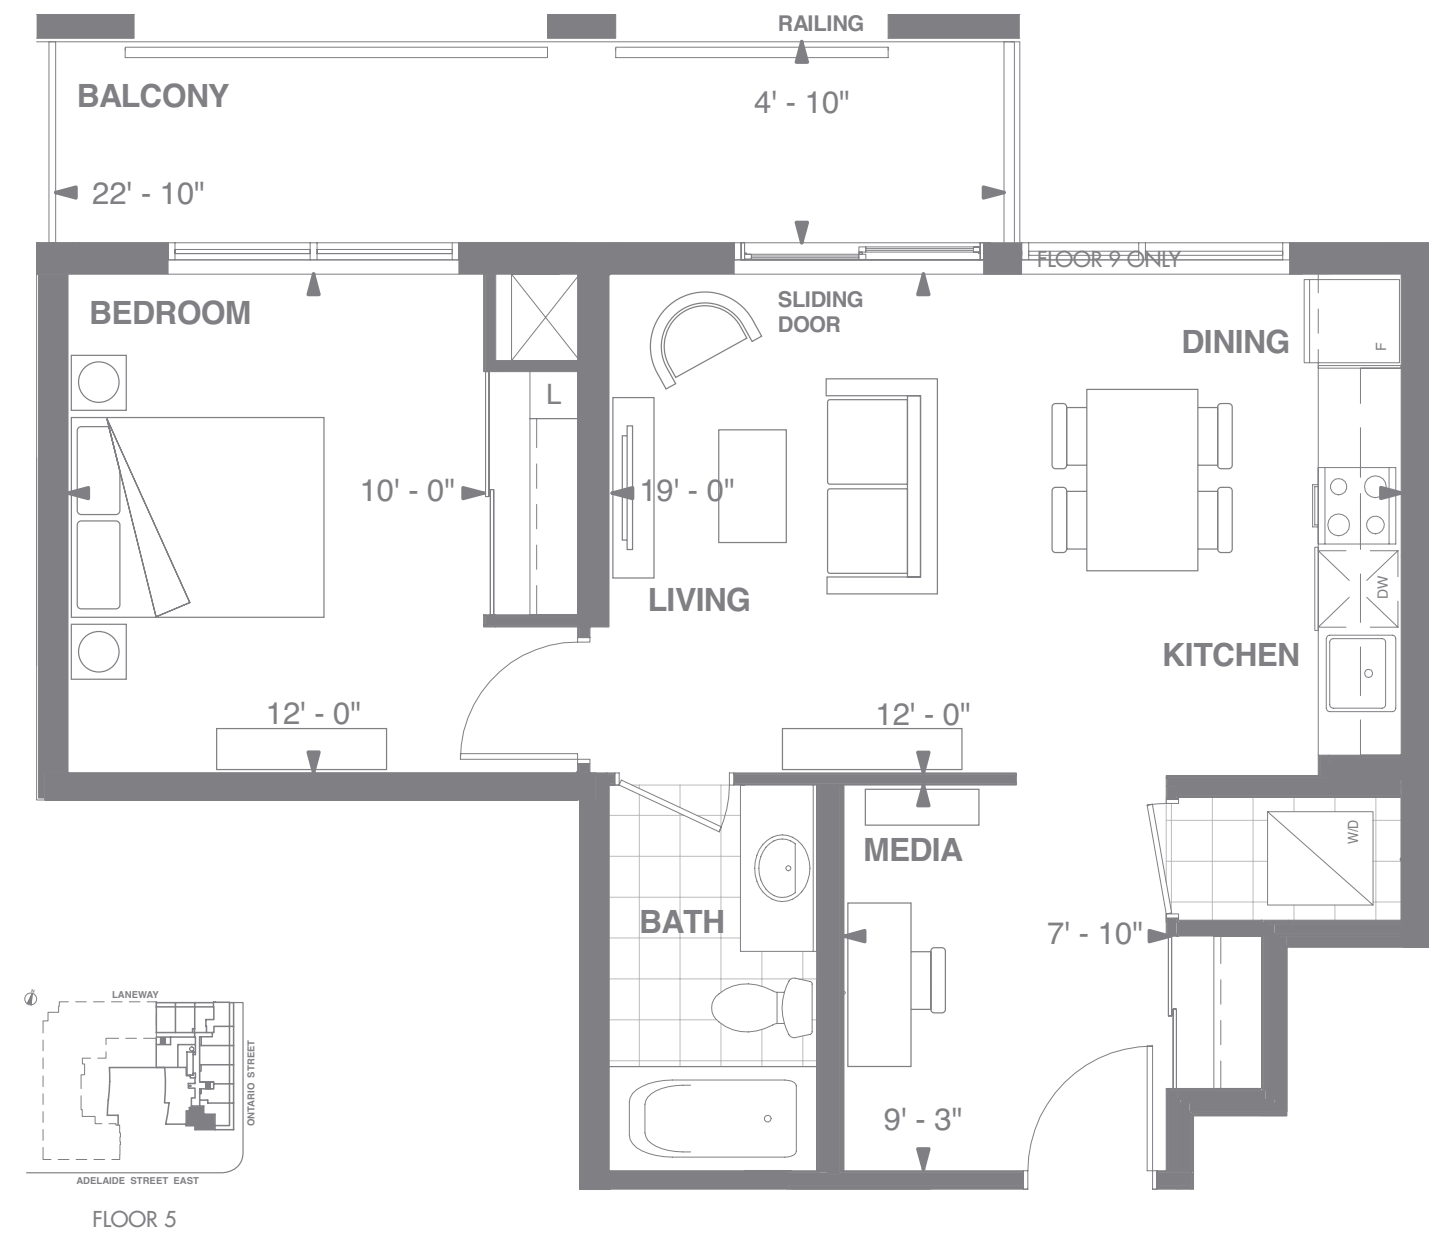 RAILING
BALCONY
4' - 10"
22' - 10"
FLOOR 9 ONLY
BEDROOM
SLIDING
DOOR
DINING
F
L
10' - 0"
19' - 0"
DW
LIVING
KITCHEN
12' - 0"
12' - 0"
W/D
MEDIA
BATH
7' - 10"
9' - 3"
LANEWAY
ONTARIO STREET
ADELAIDE STREET EAST
FLOOR 5